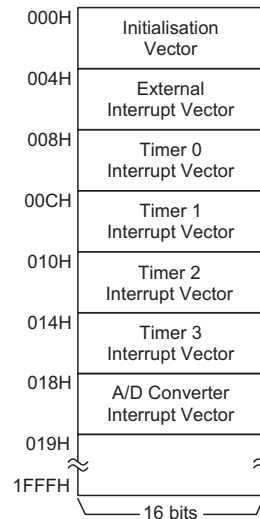 000H
Initialisation
Vector
004H
External
Interrupt Vector
008H
Timer 0
Interrupt Vector
00CH
Timer 1
Interrupt Vector
010H
Timer 2
Interrupt Vector
014H
Timer 3
Interrupt Vector
018H
A/D Converter
Interrupt Vector
019H
1FFFH
16 bits